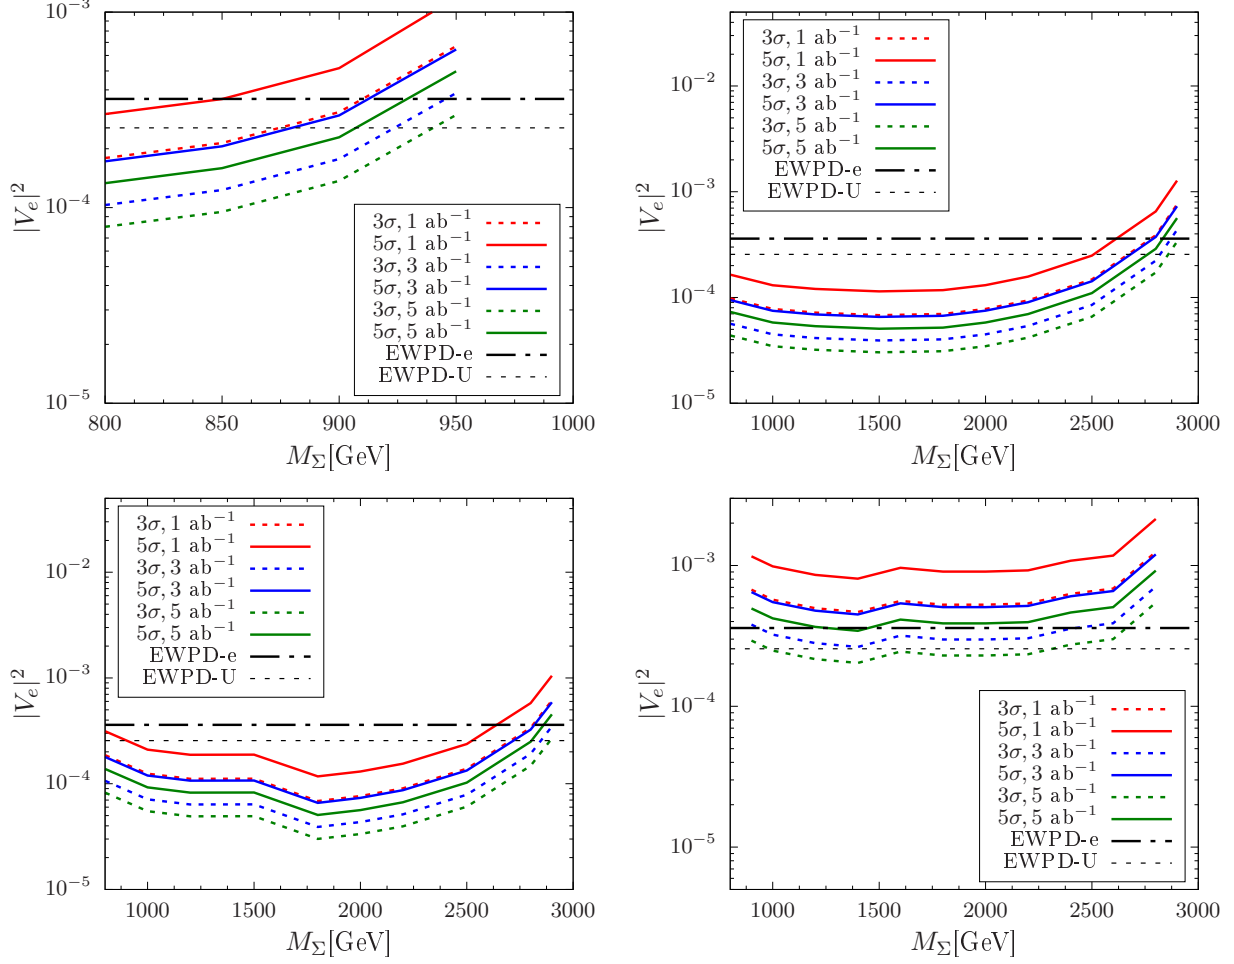 10⁻³
10⁻⁴
10⁻⁵
|Vₑ|²
3σ, 1 ab⁻¹
5σ, 1 ab⁻¹
3σ, 3 ab⁻¹
5σ, 3 ab⁻¹
3σ, 5 ab⁻¹
5σ, 5 ab⁻¹
EWPD-e
EWPD-U
800 850 900 950 1000
M_Σ[GeV]
10⁻²
10⁻³
10⁻⁴
10⁻⁵
|Vₑ|²
3σ, 1 ab⁻¹
5σ, 1 ab⁻¹
3σ, 3 ab⁻¹
5σ, 3 ab⁻¹
3σ, 5 ab⁻¹
5σ, 5 ab⁻¹
EWPD-e
EWPD-U
1000 1500 2000 2500 3000
M_Σ[GeV]
10⁻²
10⁻³
10⁻⁴
10⁻⁵
|Vₑ|²
3σ, 1 ab⁻¹
5σ, 1 ab⁻¹
3σ, 3 ab⁻¹
5σ, 3 ab⁻¹
3σ, 5 ab⁻¹
5σ, 5 ab⁻¹
EWPD-e
EWPD-U
1000 1500 2000 2500 3000
M_Σ[GeV]
10⁻³
10⁻⁴
10⁻⁵
|Vₑ|²
3σ, 1 ab⁻¹
5σ, 1 ab⁻¹
3σ, 3 ab⁻¹
5σ, 3 ab⁻¹
3σ, 5 ab⁻¹
5σ, 5 ab⁻¹
EWPD-e
EWPD-U
1000 1500 2000 2500 3000
M_Σ[GeV]